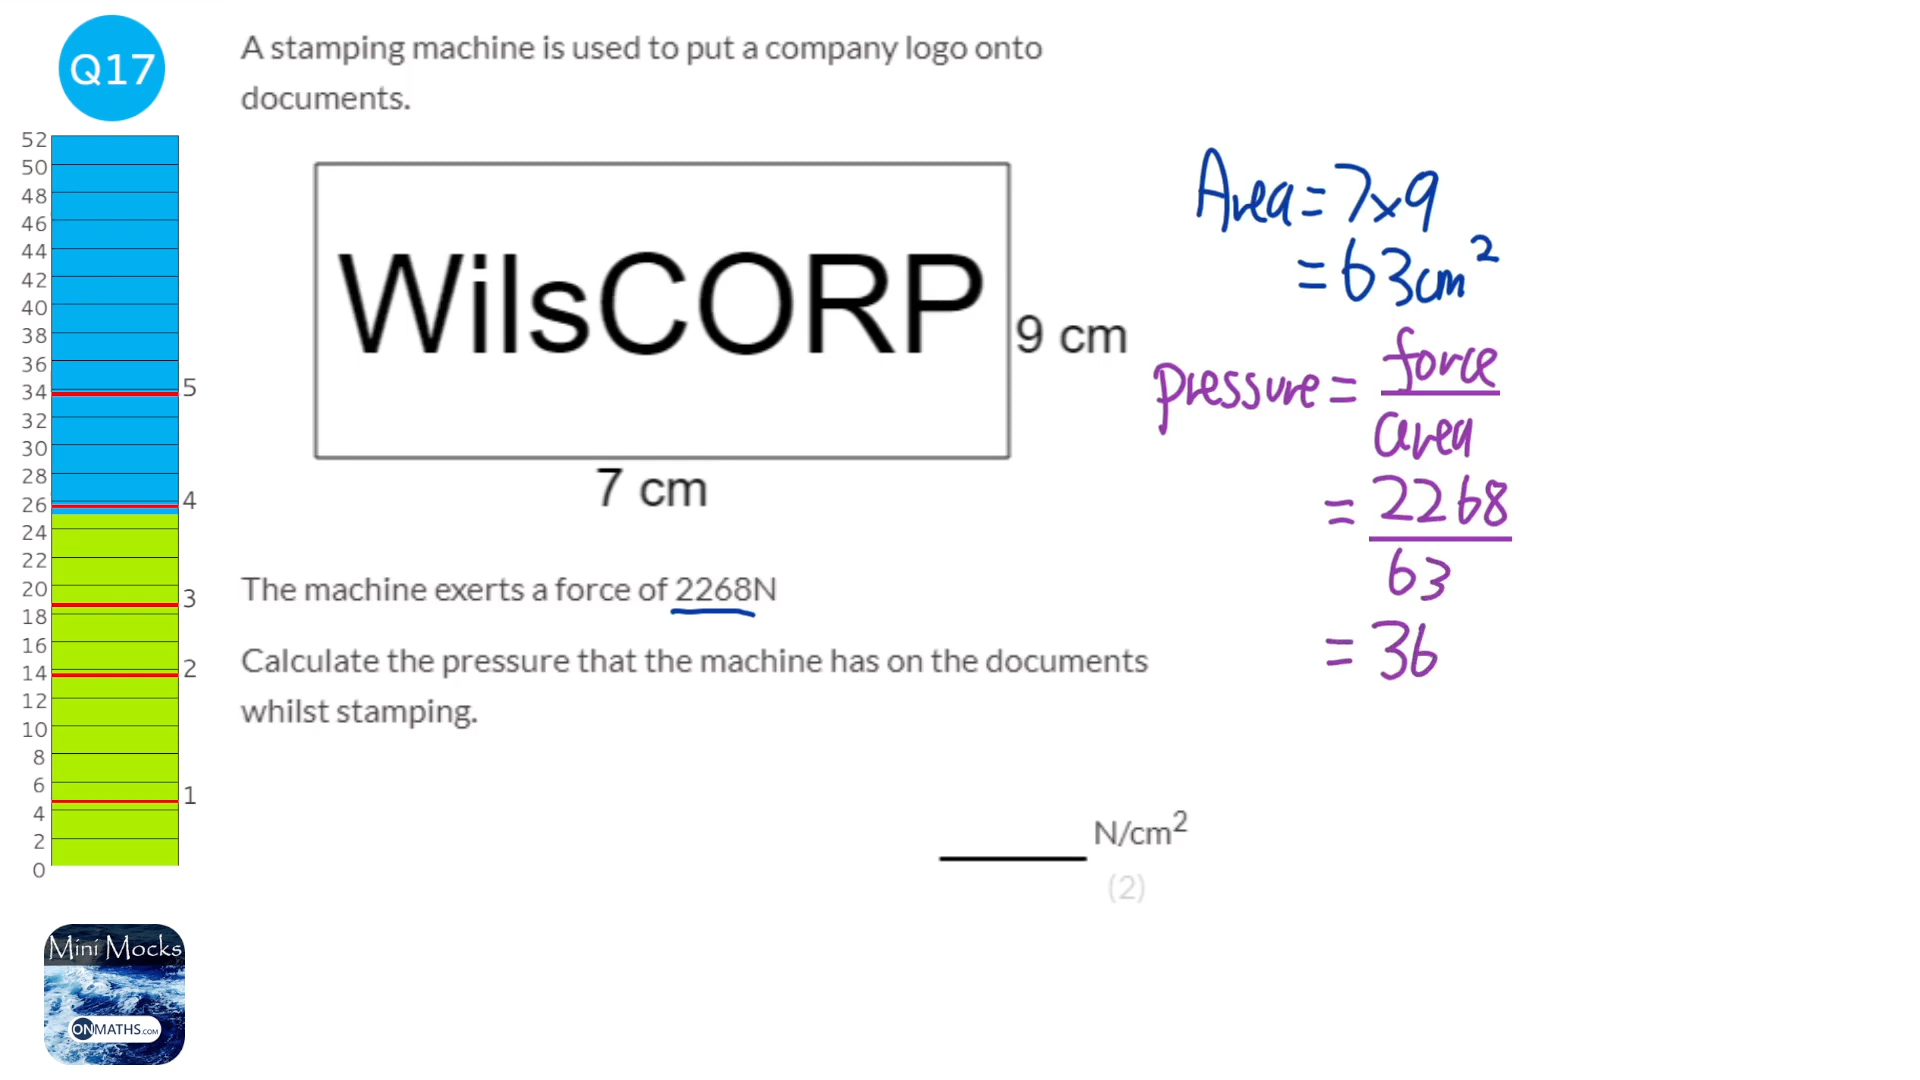 Q17
A stamping machine is used to put a company logo onto
documents.
WilsCORP
9 cm
7 cm
The machine exerts a force of 2268N
Calculate the pressure that the machine has on the documents
whilst stamping.
N/cm²
(2)
Area = 7×9
= 63cm²
pressure = force
area
= 2268
63
= 36
52
50
48
46
44
42
40
38
36
34
32
30
28
26
24
22
20
18
16
14
12
10
8
6
4
2
0
5
4
3
2
1
Mini Mocks
ONMATHS.COM